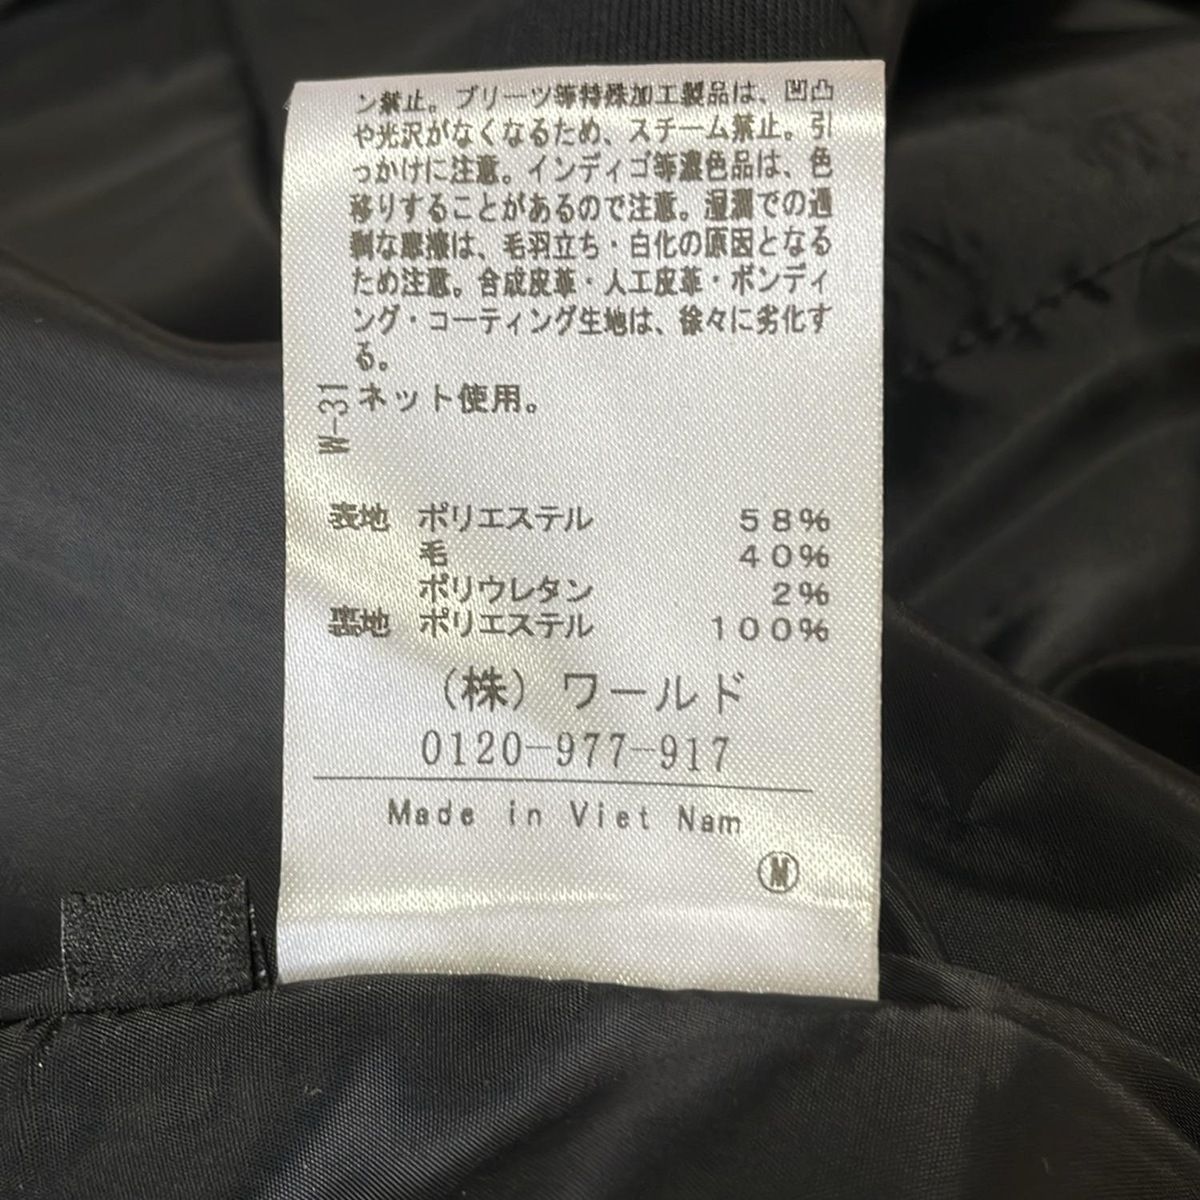 ン禁止。プリーツ等特殊加工製品は、凹凸
や光沢がなくなるため、スチーム禁止。引
っかけに注意。インディゴ等濃色品は、色
移りすることがあるので注意。湿潤での過
剰な摩擦は、毛羽立ち・白化の原因となる
ため注意。合成皮革・人工皮革・ボンディ
ング・コーティング生地は、徐々に劣化す
る。
ネット使用。
W-31
表地 ポリエステル 58%
毛 40%
ポリウレタン 2%
裏地 ポリエステル 100%
(株)ワールド
0120-977-917
Made in Viet Nam
Ⓜ